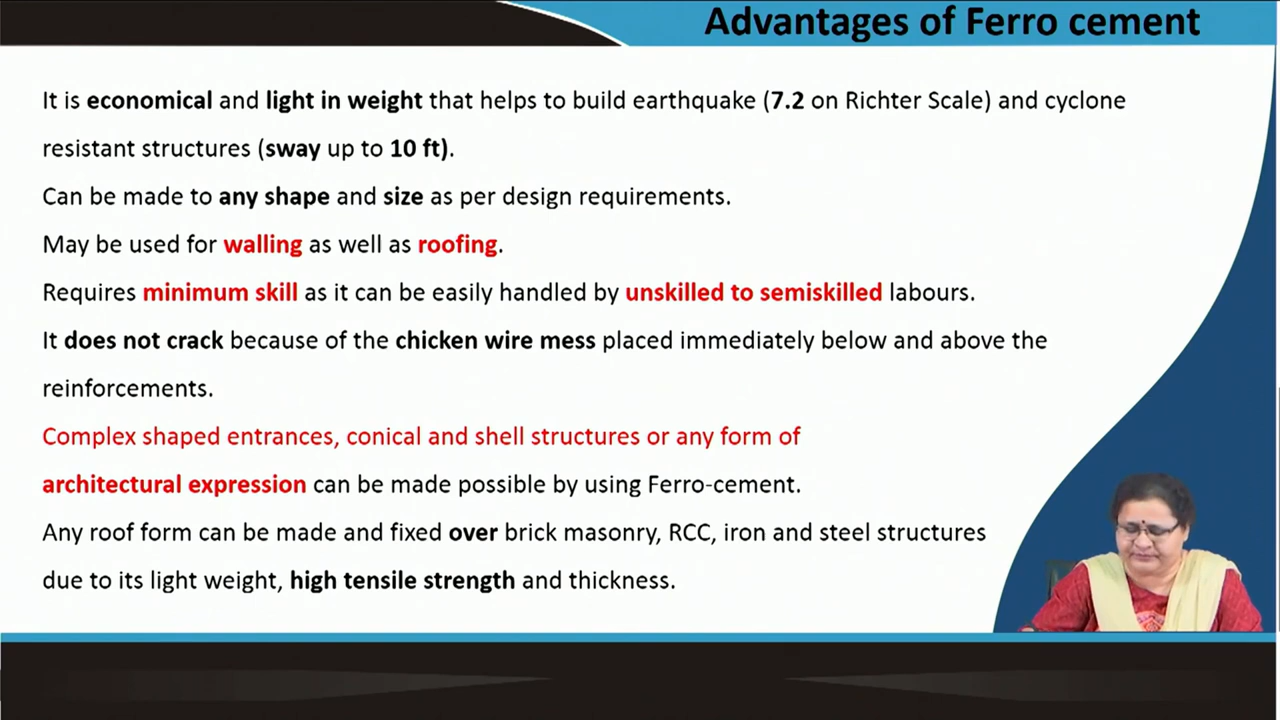 Advantages of Ferro cement
It is economical and light in weight that helps to build earthquake (7.2 on Richter Scale) and cyclone
resistant structures (sway up to 10 ft).
Can be made to any shape and size as per design requirements.
May be used for walling as well as roofing.
Requires minimum skill as it can be easily handled by unskilled to semiskilled labours.
It does not crack because of the chicken wire mess placed immediately below and above the
reinforcements.
Complex shaped entrances, conical and shell structures or any form of
architectural expression can be made possible by using Ferro-cement.
Any roof form can be made and fixed over brick masonry, RCC, iron and steel structures
due to its light weight, high tensile strength and thickness.